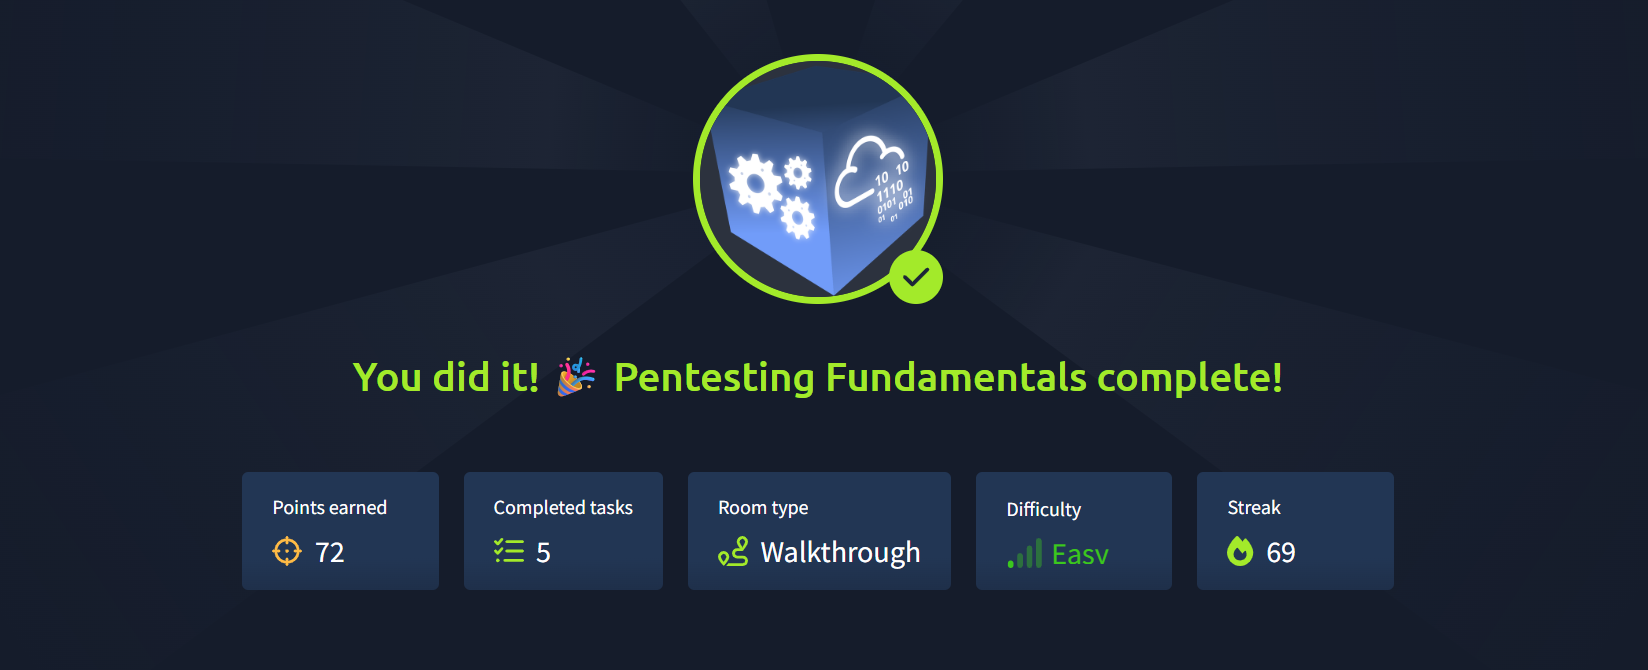 10 10
1110
0101 01
010
01 01
You did it! 🎉 Pentesting Fundamentals complete!
Points earned
72
Completed tasks
5
Room type
Walkthrough
Difficulty
Easy
Streak
69